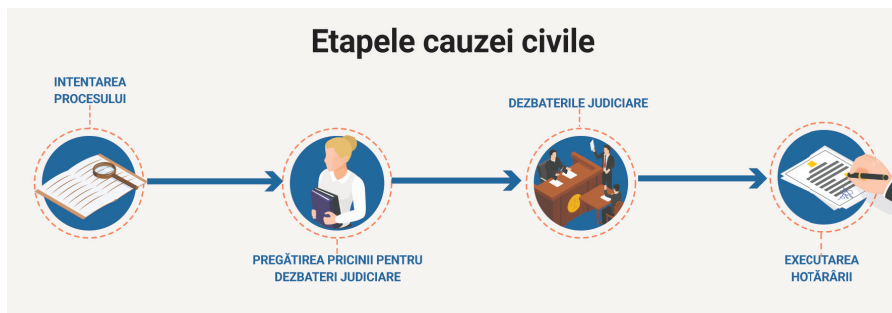 Etapele cauzei civile
INTENTAREA
PROCESULUI
PREGĂTIREA PRICINII PENTRU
DEZBATERI JUDICIARE
DEZBATERILE JUDICIARE
EXECUTAREA
HOTĂRÂRII